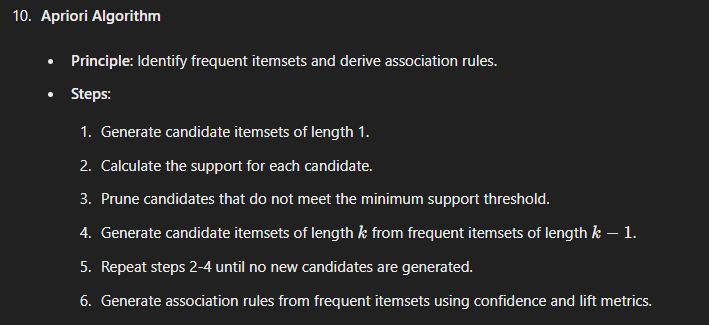 10. Apriori Algorithm
• Principle: Identify frequent itemsets and derive association rules.
• Steps:
1. Generate candidate itemsets of length 1.
2. Calculate the support for each candidate.
3. Prune candidates that do not meet the minimum support threshold.
4. Generate candidate itemsets of length k from frequent itemsets of length k − 1.
5. Repeat steps 2-4 until no new candidates are generated.
6. Generate association rules from frequent itemsets using confidence and lift metrics.